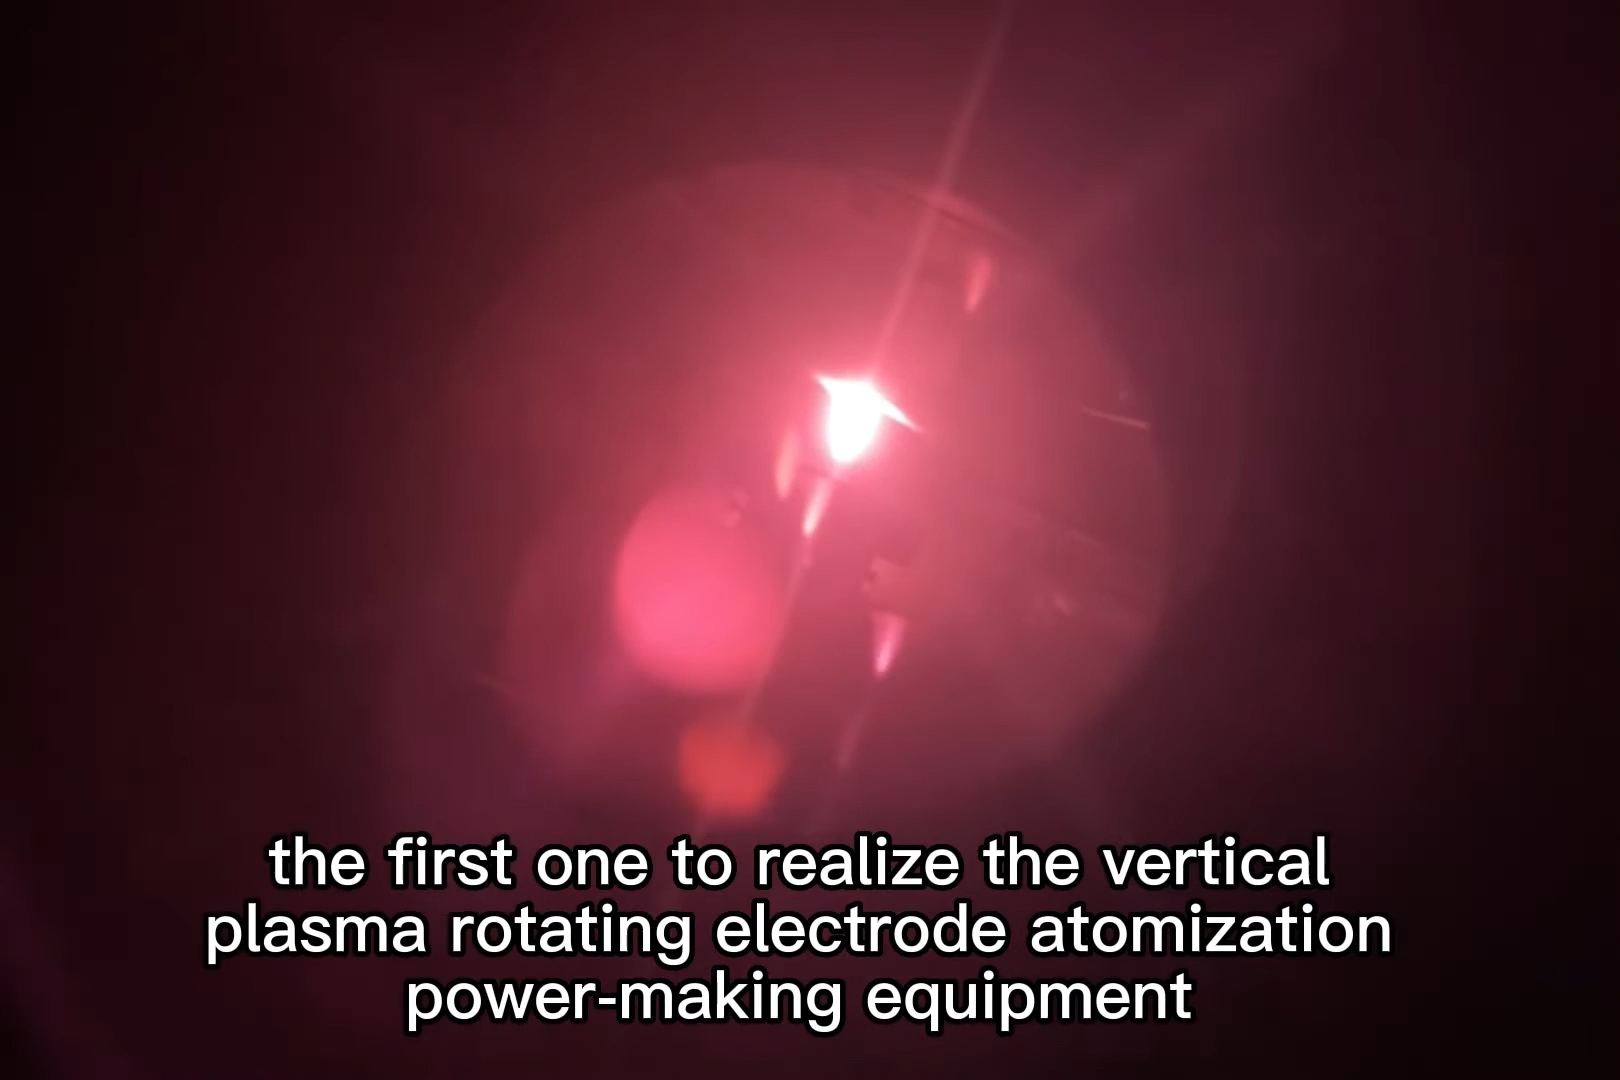 the first one to realize the vertical
plasma rotating electrode atomization
power-making equipment